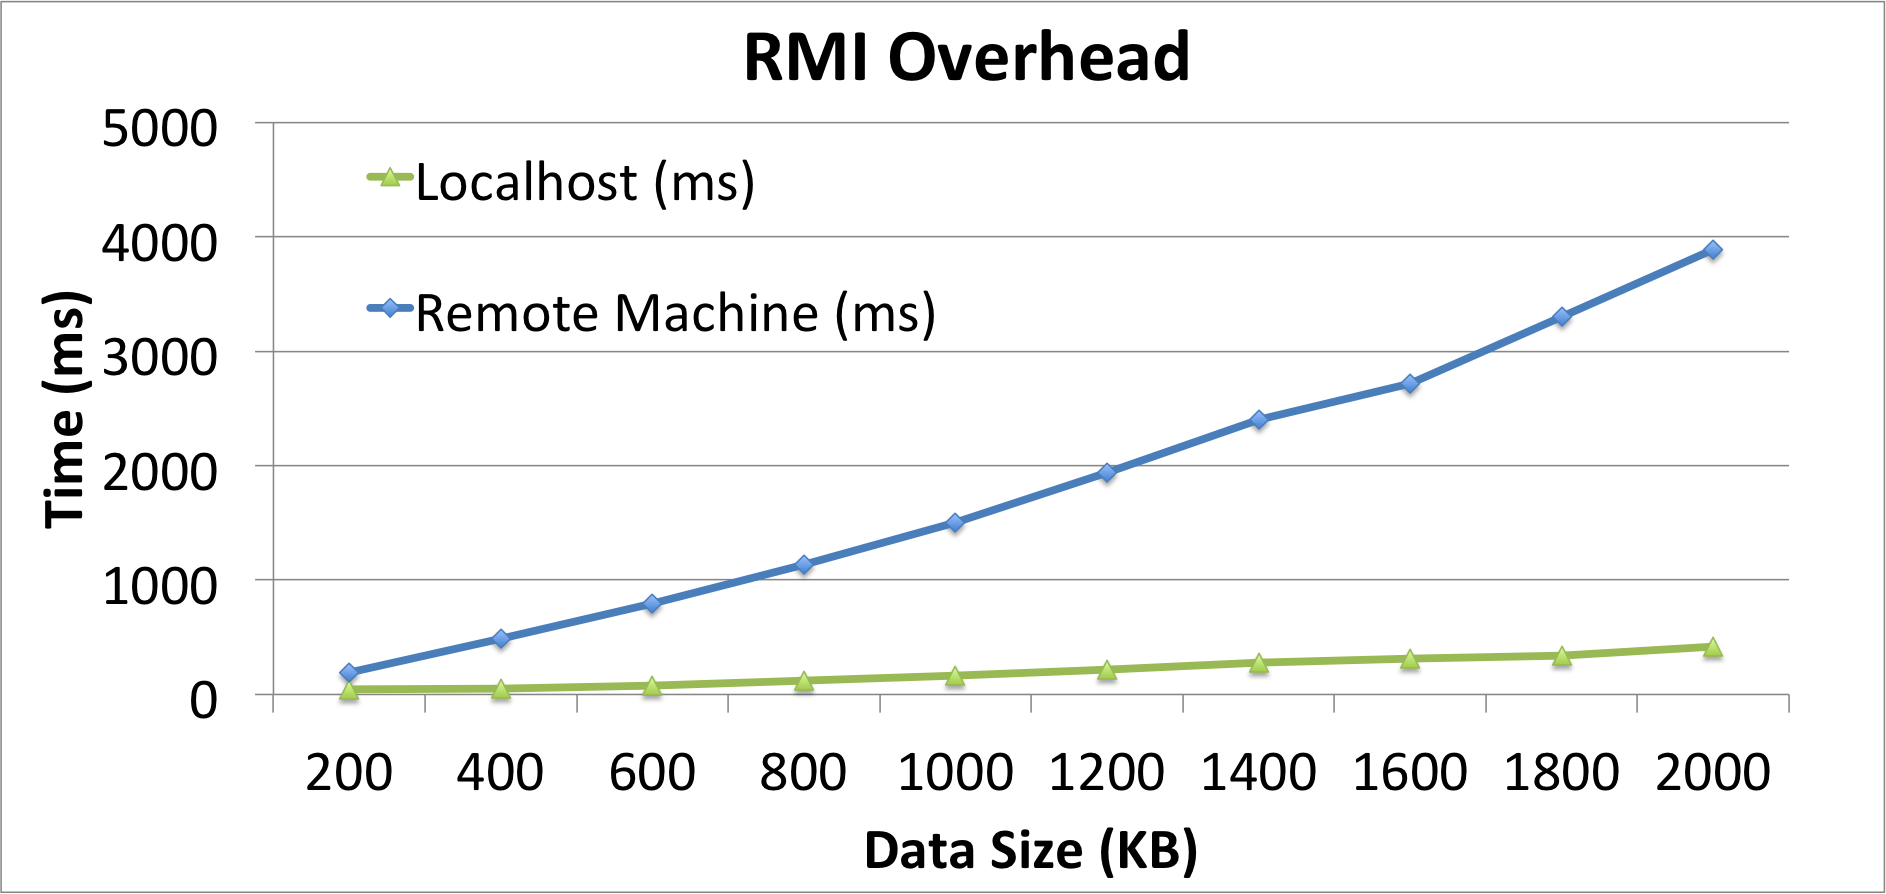 RMI Overhead
5000
4000
3000
2000
1000
0
Time (ms)
Localhost (ms)
Remote Machine (ms)
200 400 600 800 1000 1200 1400 1600 1800 2000
Data Size (KB)